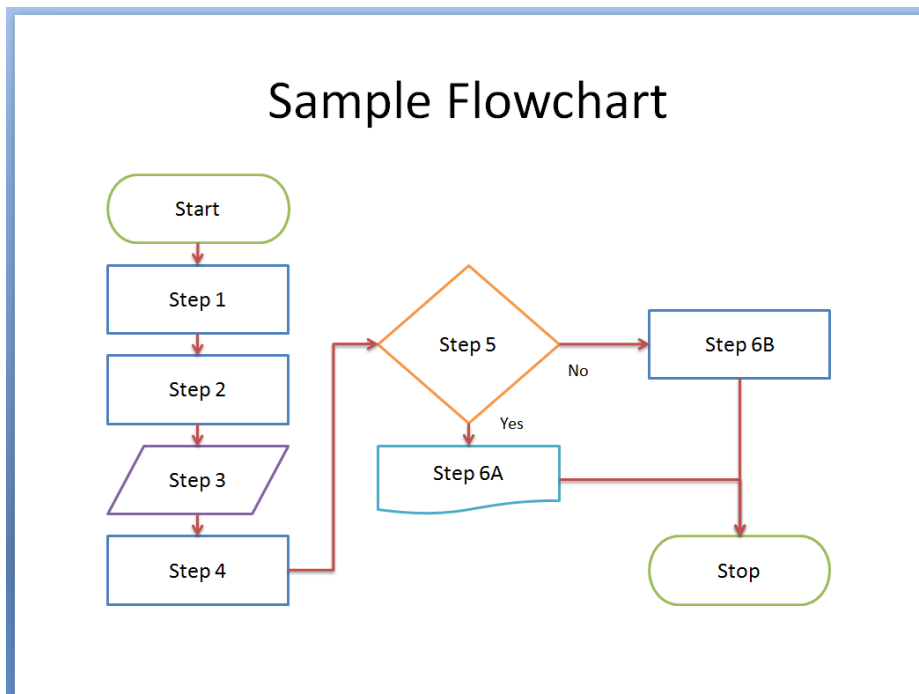 Sample Flowchart
Start
Step 1
Step 2
Step 3
Step 4
Step 5
No
Yes
Step 6A
Step 6B
Stop